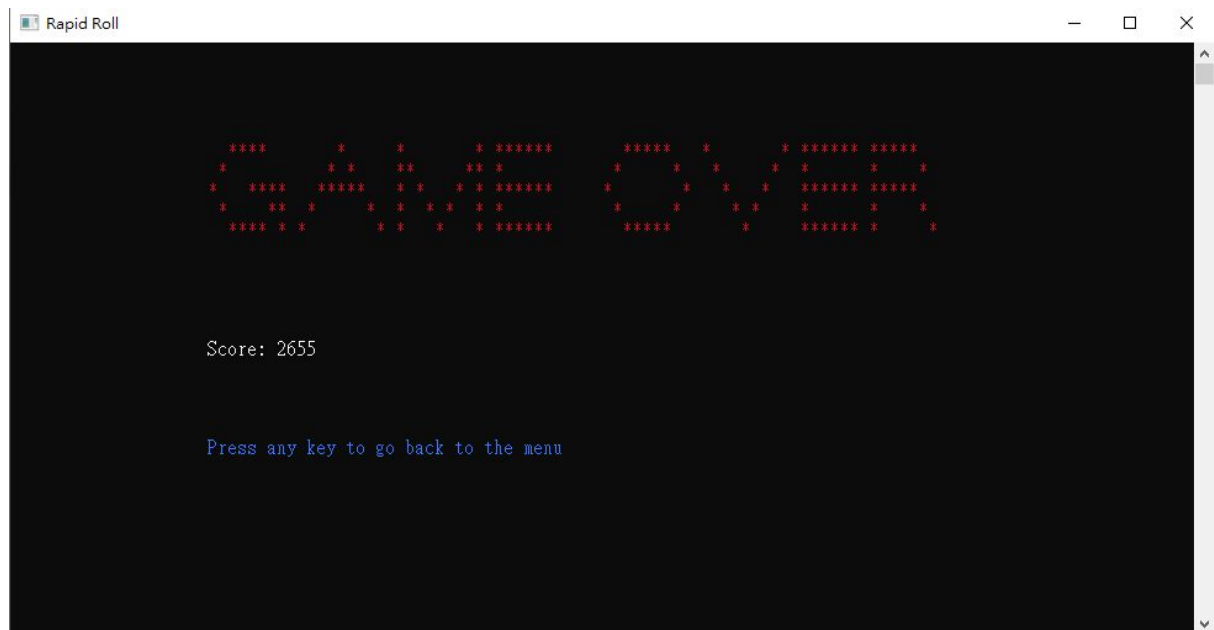 Rapid Roll
GAME OVER
Score: 2655
Press any key to go back to the menu